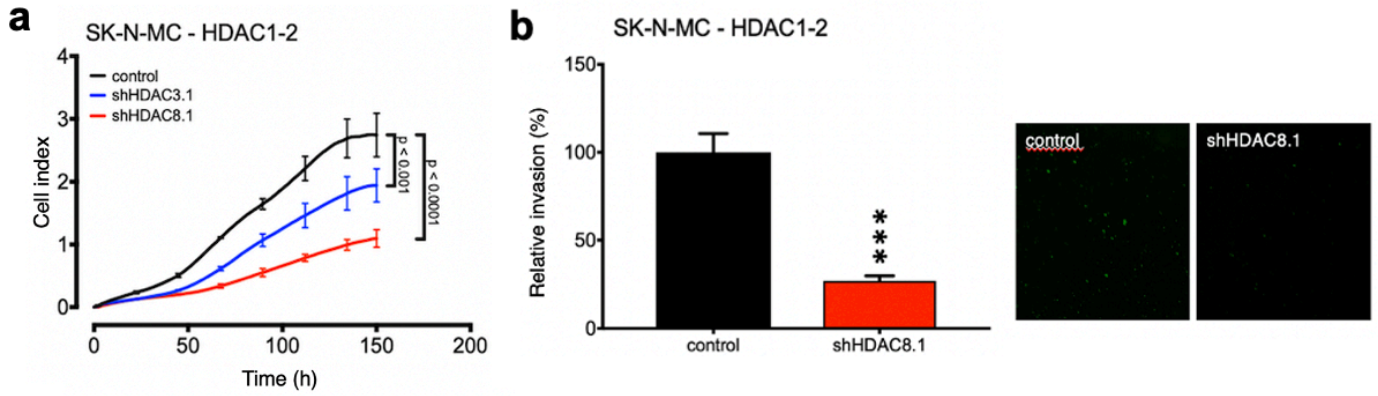 a
SK-N-MC - HDAC1-2
4
3
2
1
0
Cell index
control
shHDAC3.1
shHDAC8.1
p < 0.001
p < 0.0001
0 50 100 150 200
Time (h)
b
SK-N-MC - HDAC1-2
150
100
50
0
Relative invasion (%)
***
control shHDAC8.1
control
shHDAC8.1